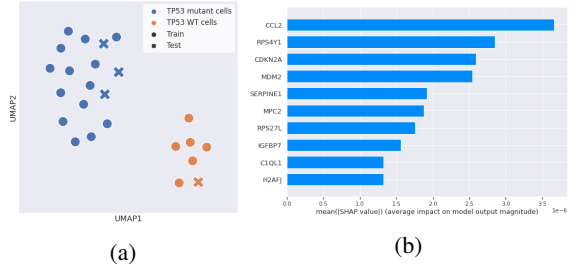 TP53 mutant cells
TP53 WT cells
Train
Test
UMAP2
UMAP1
(a)
CCL2
RPS4Y1
CDKN2A
MDM2
SERPINE1
MPC2
RPS27L
IGFBP7
C1QL1
H2AFJ
0.0 0.5 1.0 1.5 2.0 2.5 3.0 3.5
1e−6
mean(|SHAP value|) (average impact on model output magnitude)
(b)